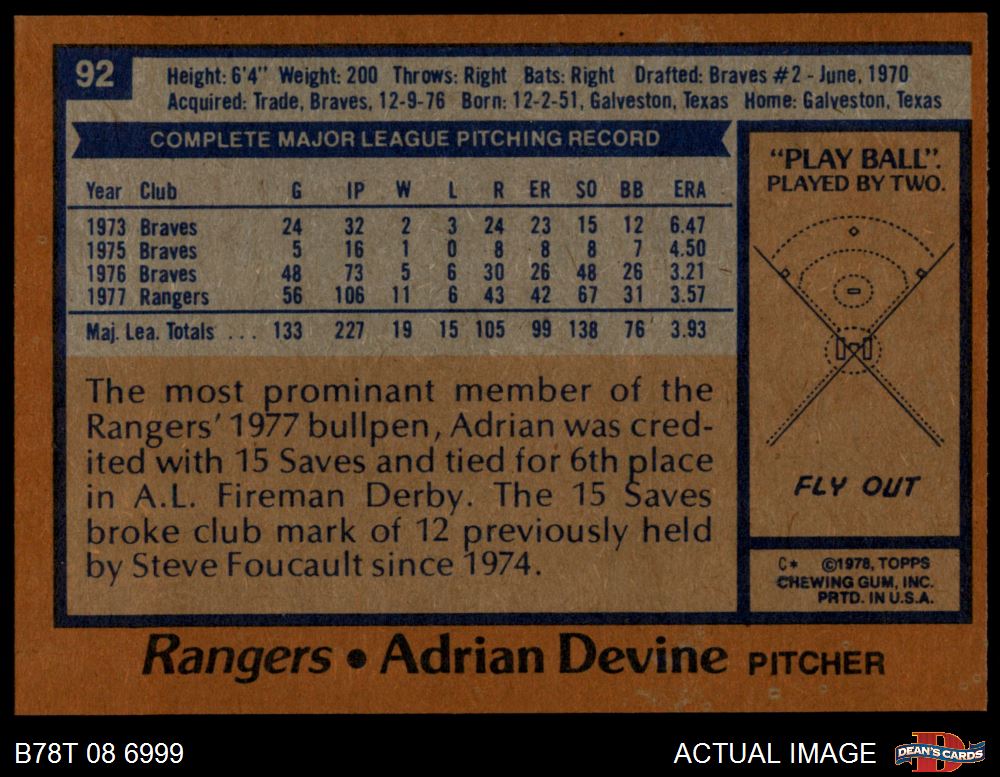 92
Height: 6'4" Weight: 200 Throws: Right Bats: Right Drafted: Braves #2 - June, 1970
Acquired: Trade, Braves, 12-9-76 Born: 12-2-51, Galveston, Texas Home: Galveston, Texas
COMPLETE MAJOR LEAGUE PITCHING RECORD
Year Club G IP W L R ER SO BB ERA
1973 Braves 24 32 2 3 24 23 15 12 6.47
1975 Braves 5 16 1 0 8 8 8 7 4.50
1976 Braves 48 73 5 6 30 26 48 26 3.21
1977 Rangers 56 106 11 6 43 42 67 31 3.57
Maj. Lea. Totals . . . 133 227 19 15 105 99 138 76 3.93
The most prominant member of the
Rangers' 1977 bullpen, Adrian was cred-
ited with 15 Saves and tied for 6th place
in A.L. Fireman Derby. The 15 Saves
broke club mark of 12 previously held
by Steve Foucault since 1974.
"PLAY BALL".
PLAYED BY TWO.
FLY OUT
C* ©1978, TOPPS
CHEWING GUM, INC.
PRTD. IN U.S.A.
Rangers • Adrian Devine PITCHER
B78T 08 6999
ACTUAL IMAGE
D
DEAN'S CARDS